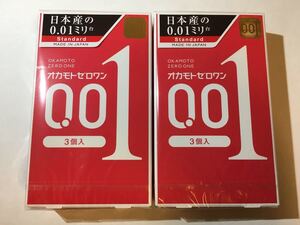 日本産の
0.01ミリ台
Standard
MADE IN JAPAN
OKAMOTO
ZERO ONE
オカモトゼロワン
0.01
3個入
日本産の
0.01ミリ台
Standard
MADE IN JAPAN
OKAMOTO
ZERO ONE
オカモトゼロワン
0.01
3個入